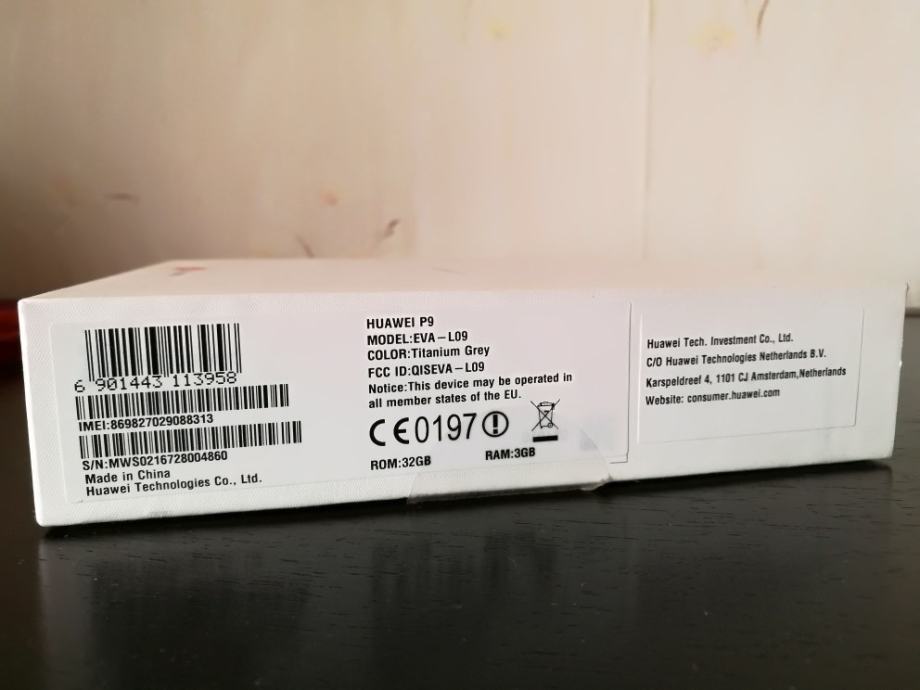 6 901443 113958
IMEI:869827029088313
S/N:MWS0216728004860
Made in China
Huawei Technologies Co., Ltd.
HUAWEI P9
MODEL:EVA-L09
COLOR:Titanium Grey
FCC ID:QISEVA-L09
Notice:This device may be operated in
all member states of the EU.
CE0197
ROM:32GB RAM:3GB
Huawei Tech. Investment Co., Ltd.
C/O Huawei Technologies Netherlands B.V.
Karspeldreef 4, 1101 CJ Amsterdam,Netherlands
Website: consumer.huawei.com